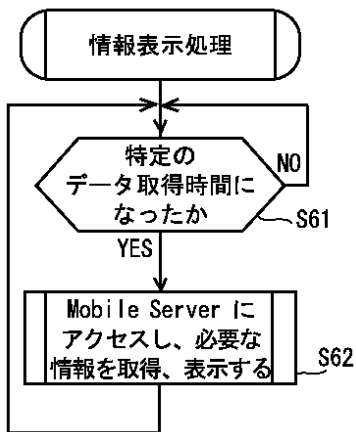 情報表示処理
特定の
データ取得時間に
なったか
NO
S61
YES
Mobile Server に
アクセスし、必要な
情報を取得、表示する
S62